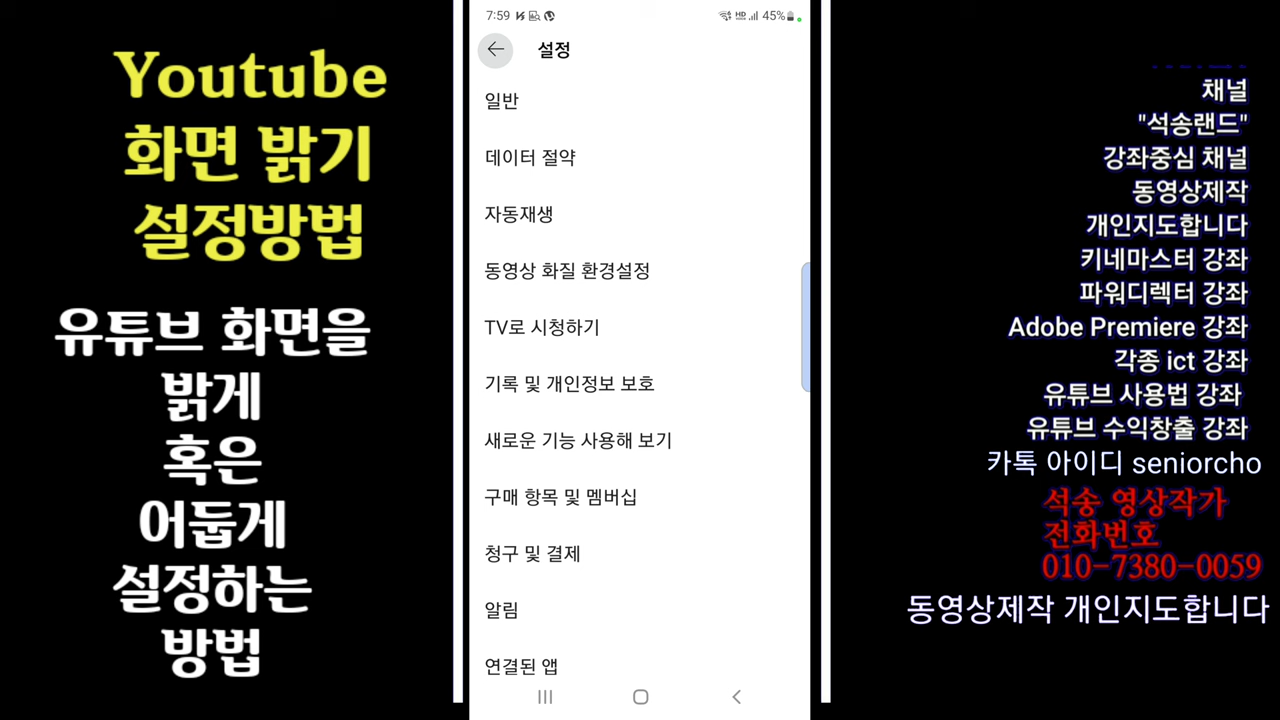 Youtube
화면 밝기
설정방법
유튜브 화면을
밝게
혹은
어둡게
설정하는
방법
7:59
HD
45%
설정
일반
데이터 절약
자동재생
동영상 화질 환경설정
TV로 시청하기
기록 및 개인정보 보호
새로운 기능 사용해 보기
구매 항목 및 멤버십
청구 및 결제
알림
연결된 앱
채널
"석송랜드"
강좌중심 채널
동영상제작
개인지도합니다
키네마스터 강좌
파워디렉터 강좌
Adobe Premiere 강좌
각종 ict 강좌
유튜브 사용법 강좌
유튜브 수익창출 강좌
카톡 아이디 seniorcho
석송 영상작가
전화번호
010-7380-0059
동영상제작 개인지도합니다